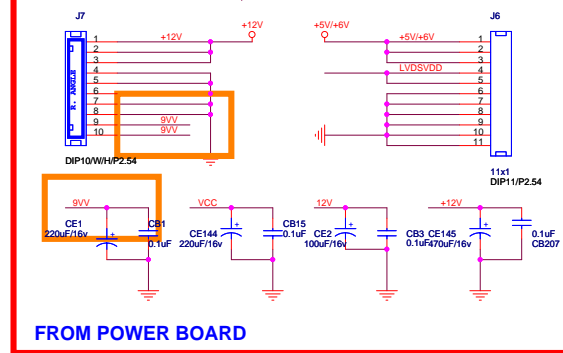 J7
J6
+12V
+5V/+6V
1
+12V
+5V/+6V
1
2
2
3
3
4
LVDSVDD
4
5
5
6
6
7
7
8
8
9
9VV
9
10
9VV
10
11
R. ANGLE
DIP10/W/H/P2.54
11x1
DIP11/P2.54
9VV
VCC
12V
+12V
CE1
220uF/16v
+
CB1
0.1uF
CE144
220uF/16v
+
CB15
0.1uF
CE2
100uF/16v
+
CB3
0.1uF
CE145
470uF/16v
+
0.1uF
CB207
FROM POWER BOARD